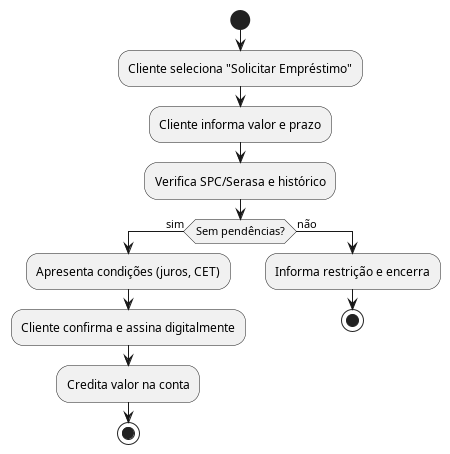 Cliente seleciona "Solicitar Empréstimo"
Cliente informa valor e prazo
Verifica SPC/Serasa e histórico
sim
Sem pendências?
não
Apresenta condições (juros, CET)
Informa restrição e encerra
Cliente confirma e assina digitalmente
Credita valor na conta